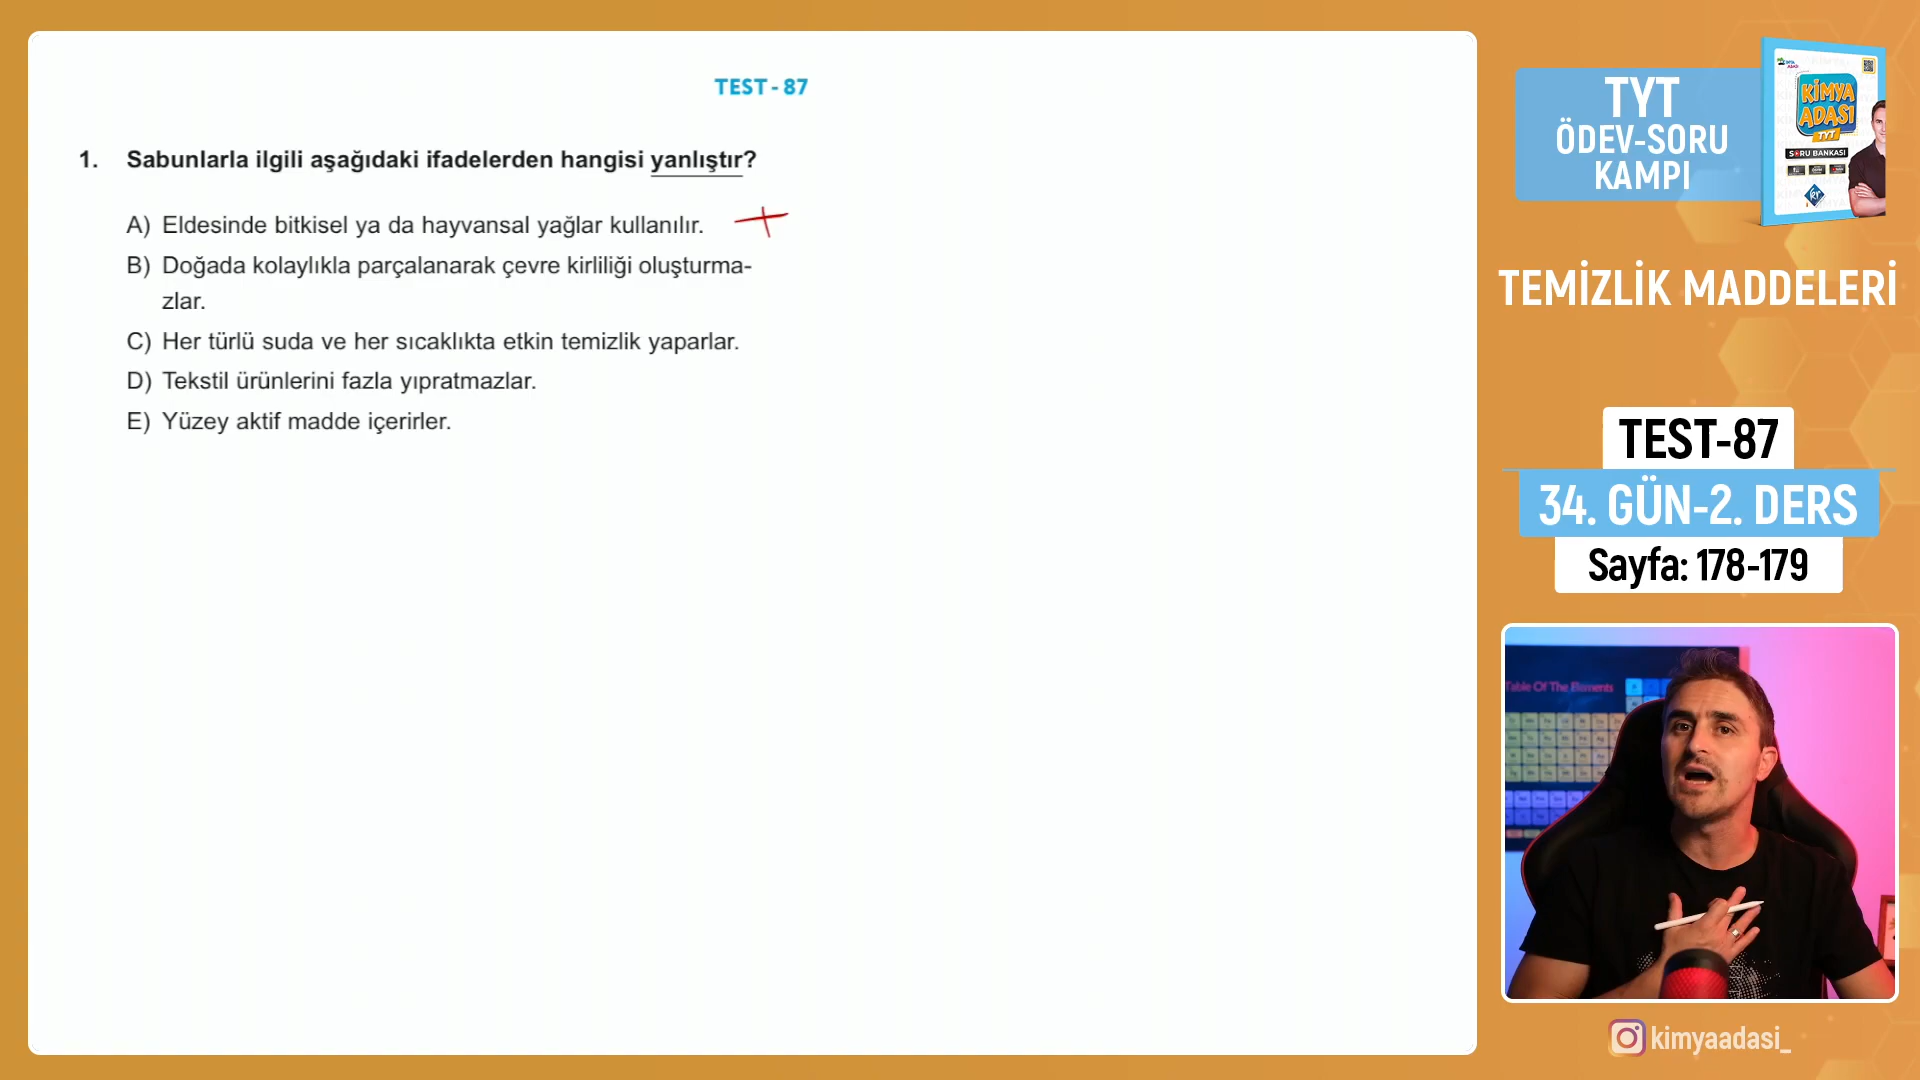 TEST - 87
1. Sabunlarla ilgili aşağıdaki ifadelerden hangisi yanlıştır?
A) Eldesinde bitkisel ya da hayvansal yağlar kullanılır.
B) Doğada kolaylıkla parçalanarak çevre kirliliği oluşturma-
zlar.
C) Her türlü suda ve her sıcaklıkta etkin temizlik yaparlar.
D) Tekstil ürünlerini fazla yıpratmazlar.
E) Yüzey aktif madde içerirler.
TYT
ÖDEV-SORU
KAMPI
KİMYA
ADASI
TYT
SORU BANKASI
kr
TEMİZLİK MADDELERİ
TEST-87
34. GÜN-2. DERS
Sayfa: 178-179
Table Of The Elements
kimyaadasi_